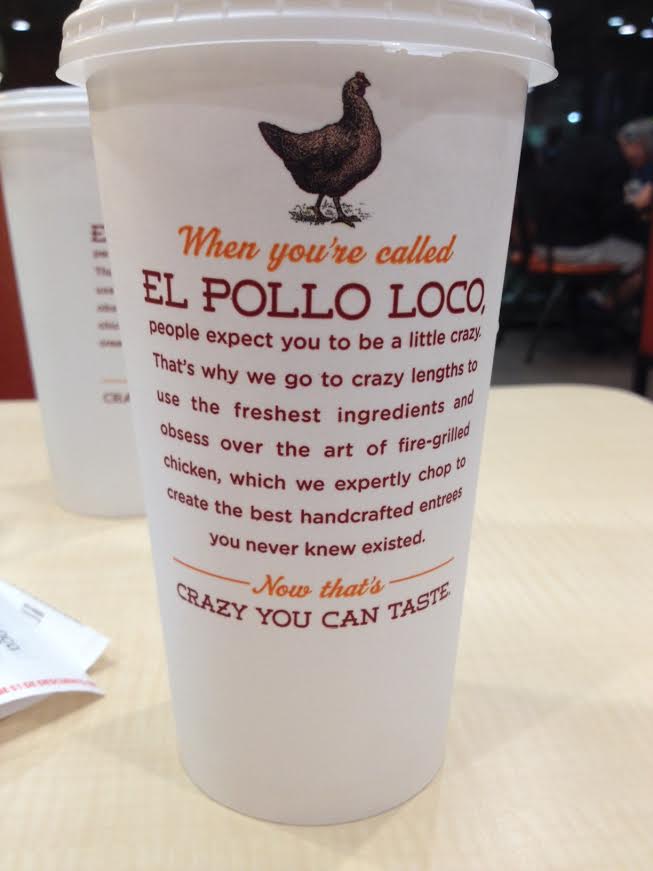 When you're called
EL POLLO LOCO,
people expect you to be a little crazy.
That's why we go to crazy lengths to
use the freshest ingredients and
obsess over the art of fire-grilled
chicken, which we expertly chop to
create the best handcrafted entrees
you never knew existed.
Now that's
CRAZY YOU CAN TASTE.